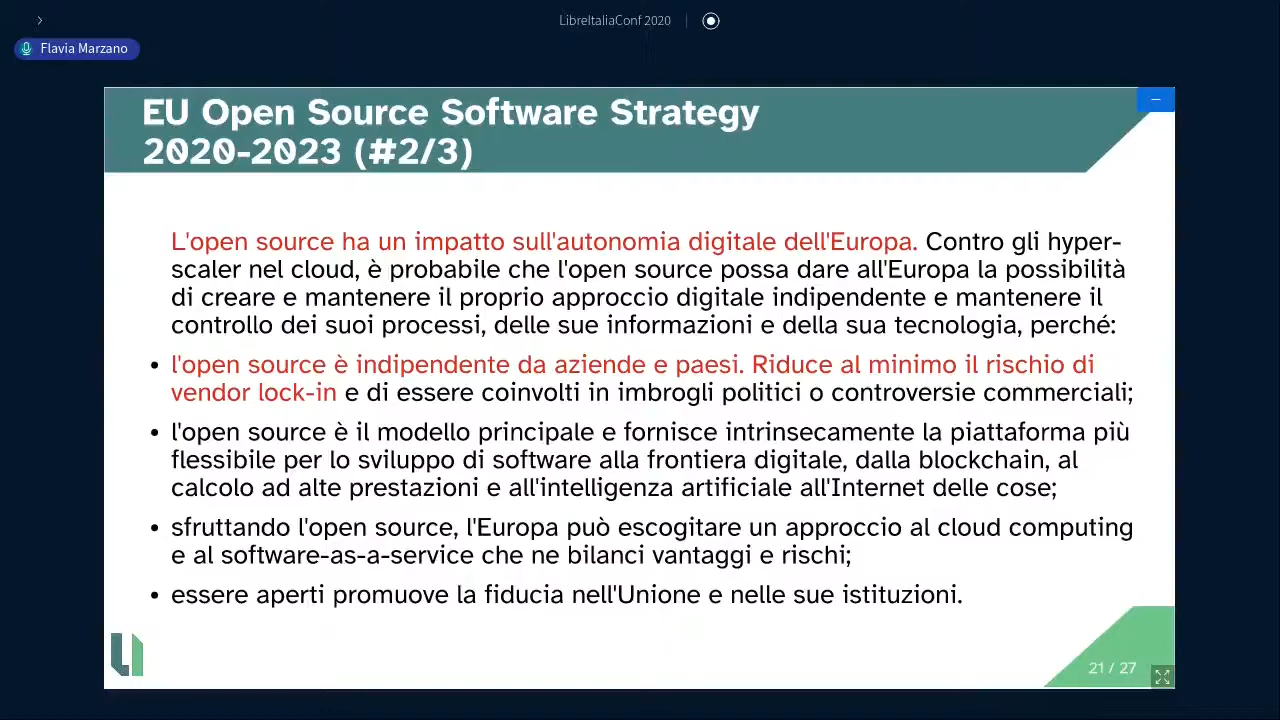 LibreItaliaConf 2020
Flavia Marzano
EU Open Source Software Strategy
2020-2023 (#2/3)
L'open source ha un impatto sull'autonomia digitale dell'Europa. Contro gli hyper-
scaler nel cloud, è probabile che l'open source possa dare all'Europa la possibilità
di creare e mantenere il proprio approccio digitale indipendente e mantenere il
controllo dei suoi processi, delle sue informazioni e della sua tecnologia, perché:
• l'open source è indipendente da aziende e paesi. Riduce al minimo il rischio di
vendor lock-in e di essere coinvolti in imbrogli politici o controversie commerciali;
• l'open source è il modello principale e fornisce intrinsecamente la piattaforma più
flessibile per lo sviluppo di software alla frontiera digitale, dalla blockchain, al
calcolo ad alte prestazioni e all'intelligenza artificiale all'Internet delle cose;
• sfruttando l'open source, l'Europa può escogitare un approccio al cloud computing
e al software-as-a-service che ne bilanci vantaggi e rischi;
• essere aperti promuove la fiducia nell'Unione e nelle sue istituzioni.
21 / 27